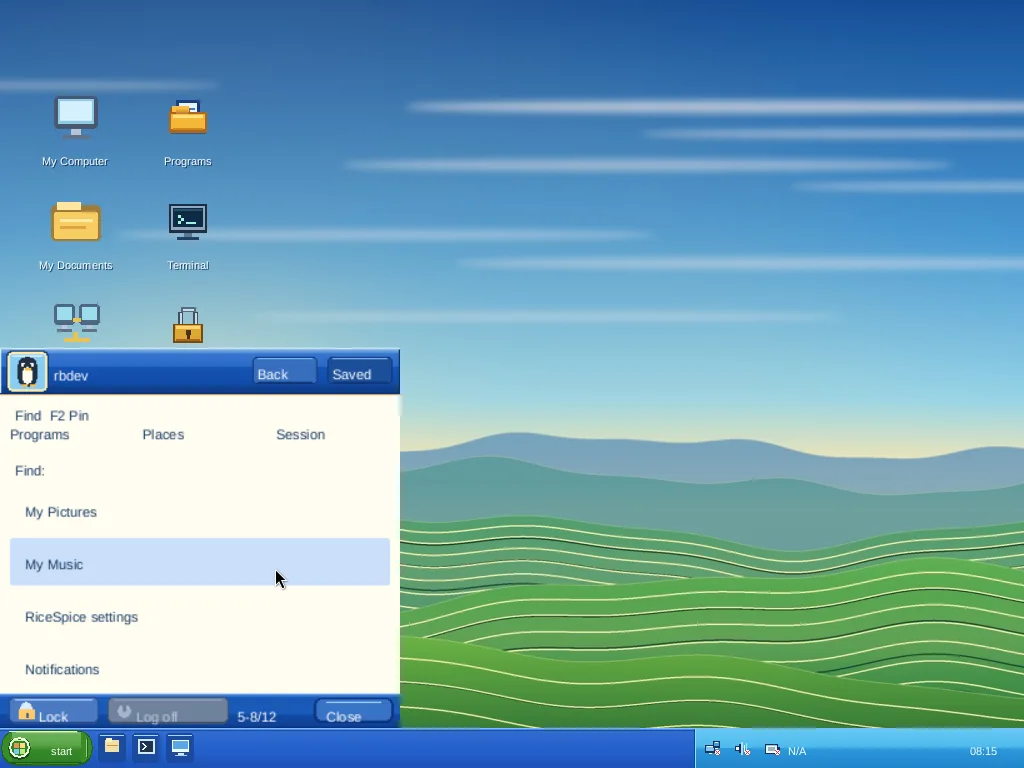 My Computer
Programs
My Documents
Terminal
rbdev
Back
Saved
Find F2 Pin
Programs
Places
Session
Find:
My Pictures
My Music
RiceSpice settings
Notifications
Lock
Log off
5-8/12
Close
start
N/A
08:15